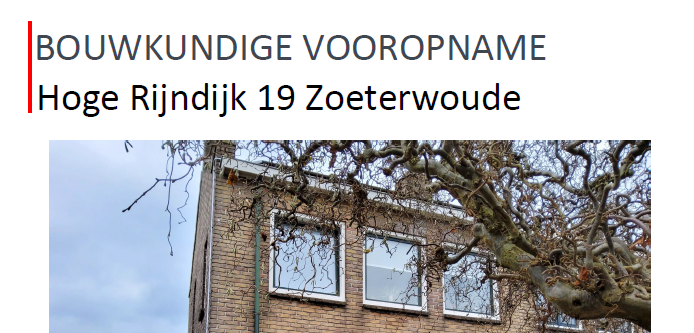 BOUWKUNDIGE VOOROPNAME
Hoge Rijndijk 19 Zoeterwoude